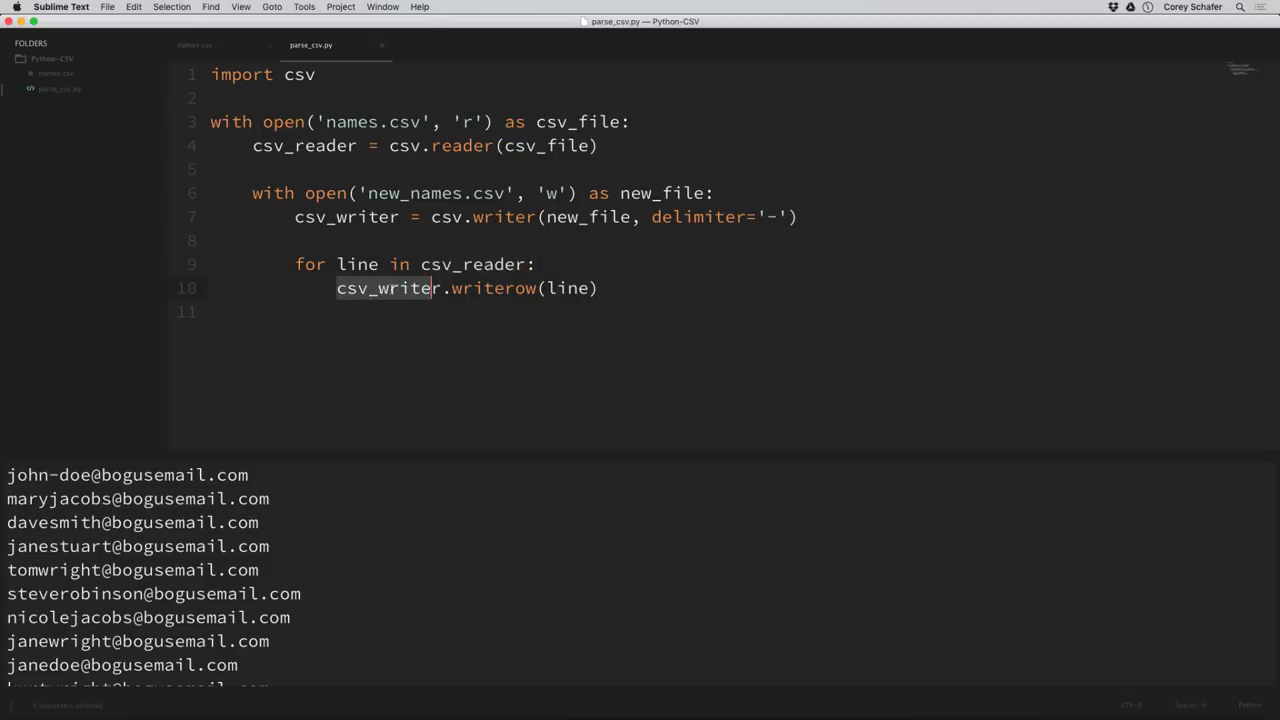 Sublime Text File Edit Selection Find View Goto Tools Project Window Help Corey Schafer
parse_csv.py — Python-CSV
FOLDERS
Python-CSV
names.csv
parse_csv.py
names.csv × parse_csv.py ×
1 import csv
2
3 with open('names.csv', 'r') as csv_file:
4 csv_reader = csv.reader(csv_file)
5
6 with open('new_names.csv', 'w') as new_file:
7 csv_writer = csv.writer(new_file, delimiter='-')
8
9 for line in csv_reader:
10 csv_writer.writerow(line)
11
john-doe@bogusemail.com
maryjacobs@bogusemail.com
davesmith@bogusemail.com
janestuart@bogusemail.com
tomwright@bogusemail.com
steverobinson@bogusemail.com
nicolejacobs@bogusemail.com
janewright@bogusemail.com
janedoe@bogusemail.com
characters selected UTF-8 Spaces: 4 Python